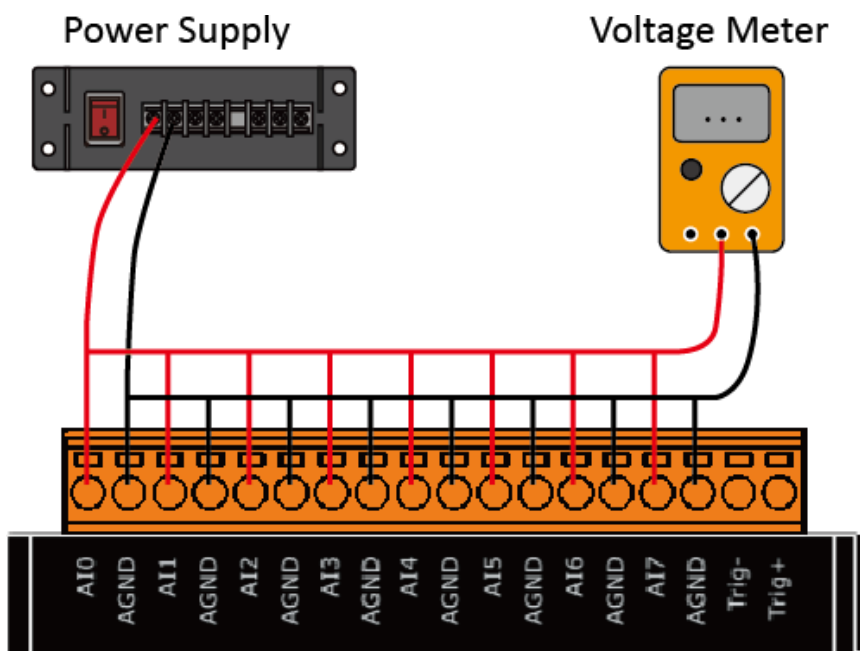 Power Supply
Voltage Meter
...
AI0
AGND
AI1
AGND
AI2
AGND
AI3
AGND
AI4
AGND
AI5
AGND
AI6
AGND
AI7
AGND
Trig-
Trig+